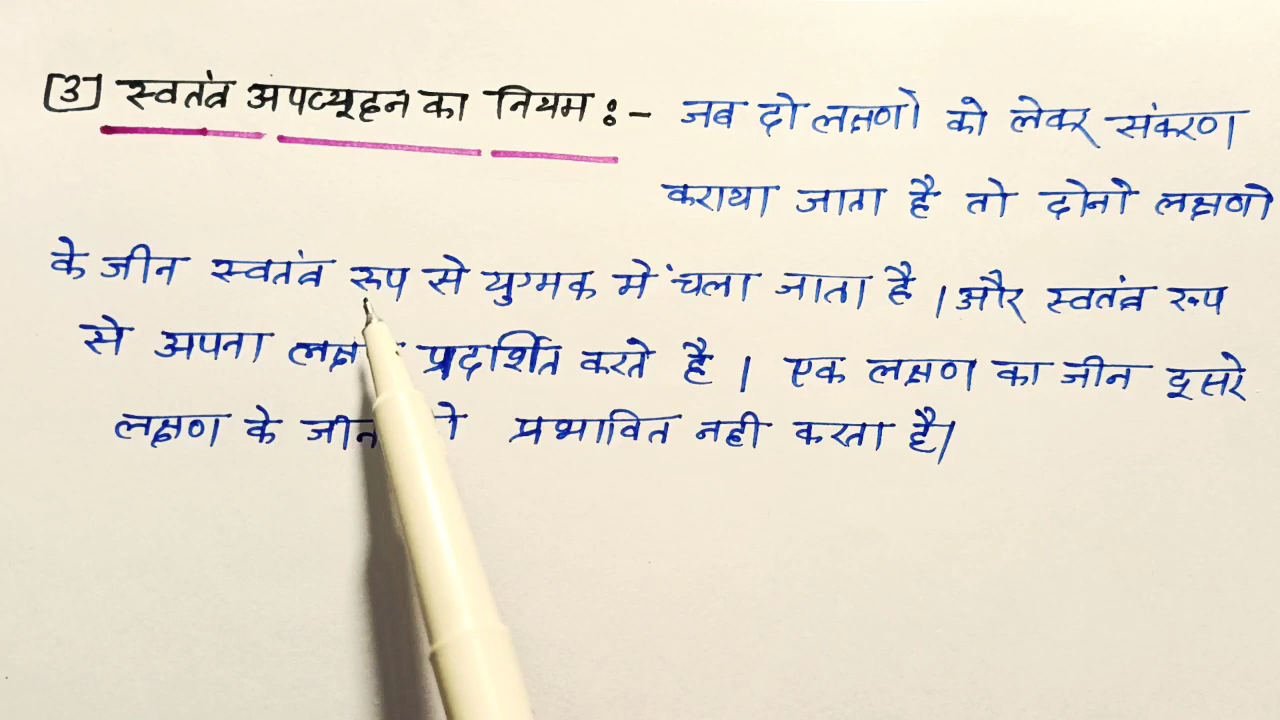 [3] स्वतंत्र अपव्यूहन का नियम :- जब दो लक्षणो को लेकर संकरण
कराया जाता है तो दोनो लक्षणो
के जीन स्वतंत्र रूप से युग्मक में चला जाता है। और स्वतंत्र रूप
से अपना प्रदर्शित करते है। एक लक्षण का जीन दूसरे
लक्षण के जीन प्रभावित नही करता है।